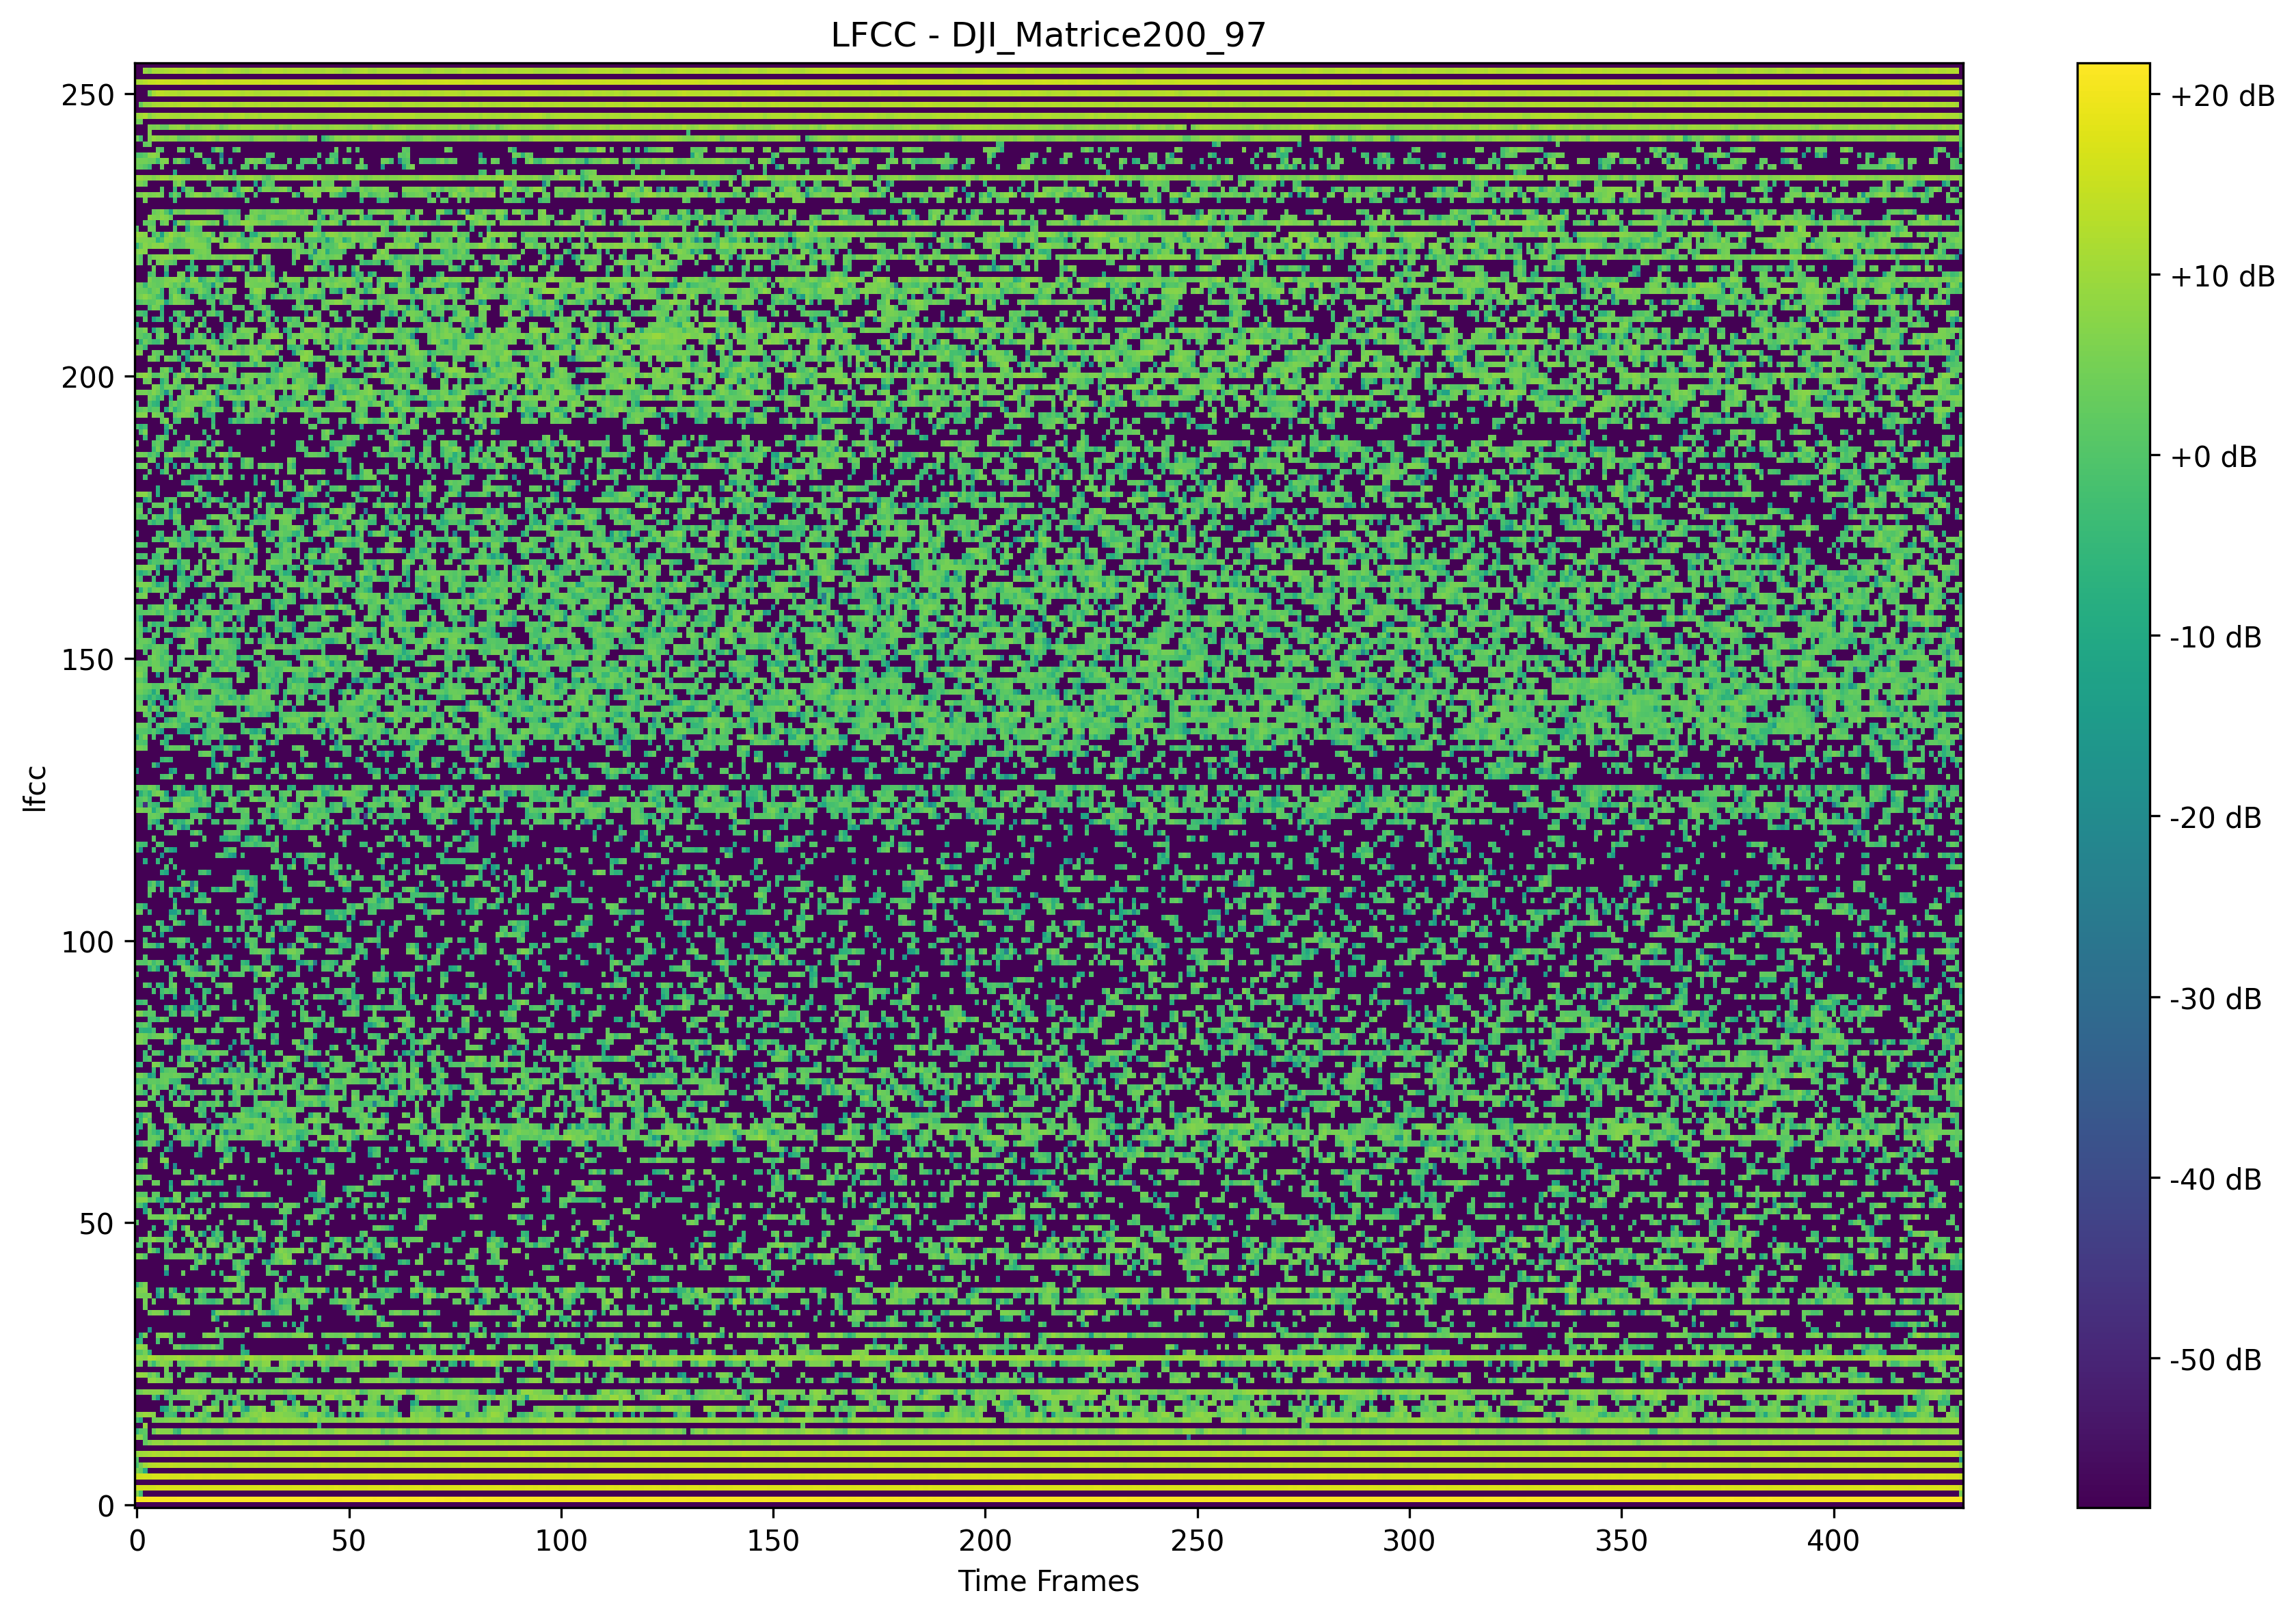 LFCC - DJI_Matrice200_97
250
200
150
100
50
0
lfcc
0 50 100 150 200 250 300 350 400
Time Frames
+20 dB
+10 dB
+0 dB
-10 dB
-20 dB
-30 dB
-40 dB
-50 dB